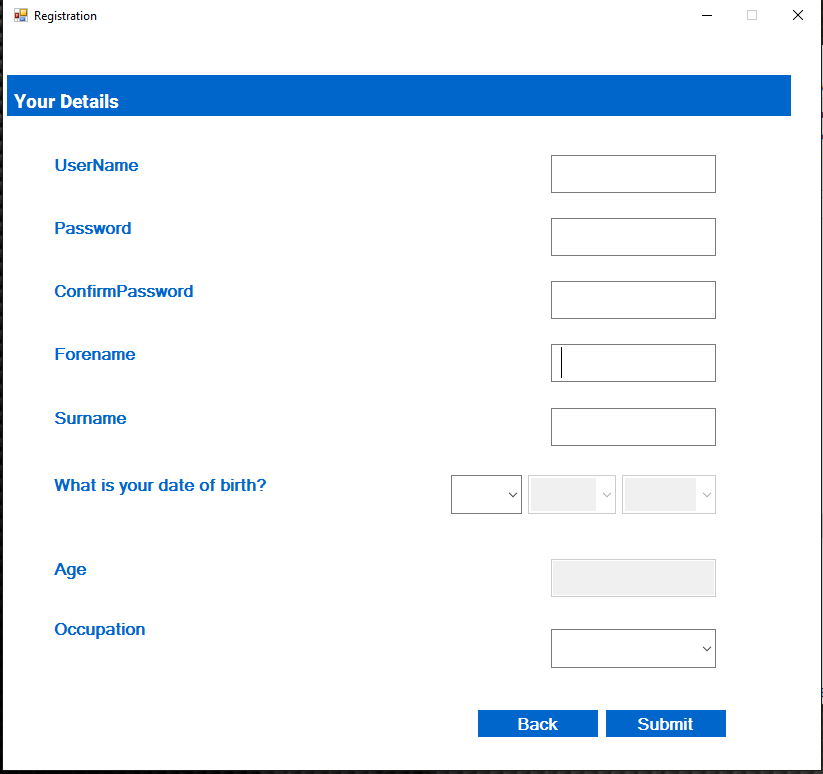 Registration
Your Details
UserName
Password
ConfirmPassword
Forename
Surname
What is your date of birth?
Age
Occupation
Back Submit